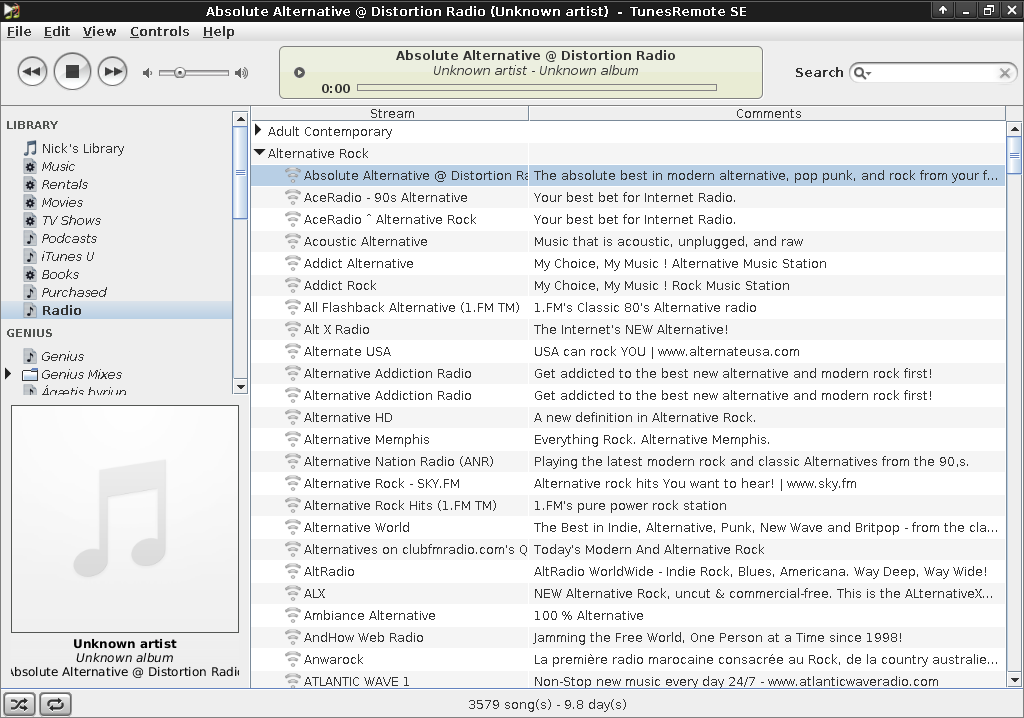 Absolute Alternative @ Distortion Radio (Unknown artist) - TunesRemote SE
File Edit View Controls Help
Absolute Alternative @ Distortion Radio
Unknown artist - Unknown album
0:00
Search
LIBRARY
Nick's Library
Music
Rentals
Movies
TV Shows
Podcasts
iTunes U
Books
Purchased
Radio
GENIUS
Genius
Genius Mixes
Ágætis byrjun
Unknown artist
Unknown album
Absolute Alternative @ Distortion Radio
Stream Comments
Adult Contemporary
Alternative Rock
Absolute Alternative @ Distortion Ra The absolute best in modern alternative, pop punk, and rock from your f...
AceRadio - 90s Alternative Your best bet for Internet Radio.
AceRadio ˆ Alternative Rock Your best bet for Internet Radio.
Acoustic Alternative Music that is acoustic, unplugged, and raw
Addict Alternative My Choice, My Music ! Alternative Music Station
Addict Rock My Choice, My Music ! Rock Music Station
All Flashback Alternative (1.FM TM) 1.FM's Classic 80's Alternative radio
Alt X Radio The Internet's NEW Alternative!
Alternate USA USA can rock YOU | www.alternateusa.com
Alternative Addiction Radio Get addicted to the best new alternative and modern rock first!
Alternative Addiction Radio Get addicted to the best new alternative and modern rock first!
Alternative HD A new definition in Alternative Rock.
Alternative Memphis Everything Rock. Alternative Memphis.
Alternative Nation Radio (ANR) Playing the latest modern rock and classic Alternatives from the 90,s.
Alternative Rock - SKY.FM Alternative rock hits You want to hear! | www.sky.fm
Alternative Rock Hits (1.FM TM) 1.FM's pure power rock station
Alternative World The Best in Indie, Alternative, Punk, New Wave and Britpop - from the cla...
Alternatives on clubfmradio.com's Q Today's Modern And Alternative Rock
AltRadio AltRadio WorldWide - Indie Rock, Blues, Americana. Way Deep, Way Wide!
ALX NEW Alternative Rock, uncut & commercial-free. This is the ALternativeX...
Ambiance Alternative 100 % Alternative
AndHow Web Radio Jamming the Free World, One Person at a Time since 1998!
Anwarock La première radio marocaine consacrée au Rock, de la country australie...
ATLANTIC WAVE 1 Non-Stop new music every day 24/7 - www.atlanticwaveradio.com
3579 song(s) - 9.8 day(s)